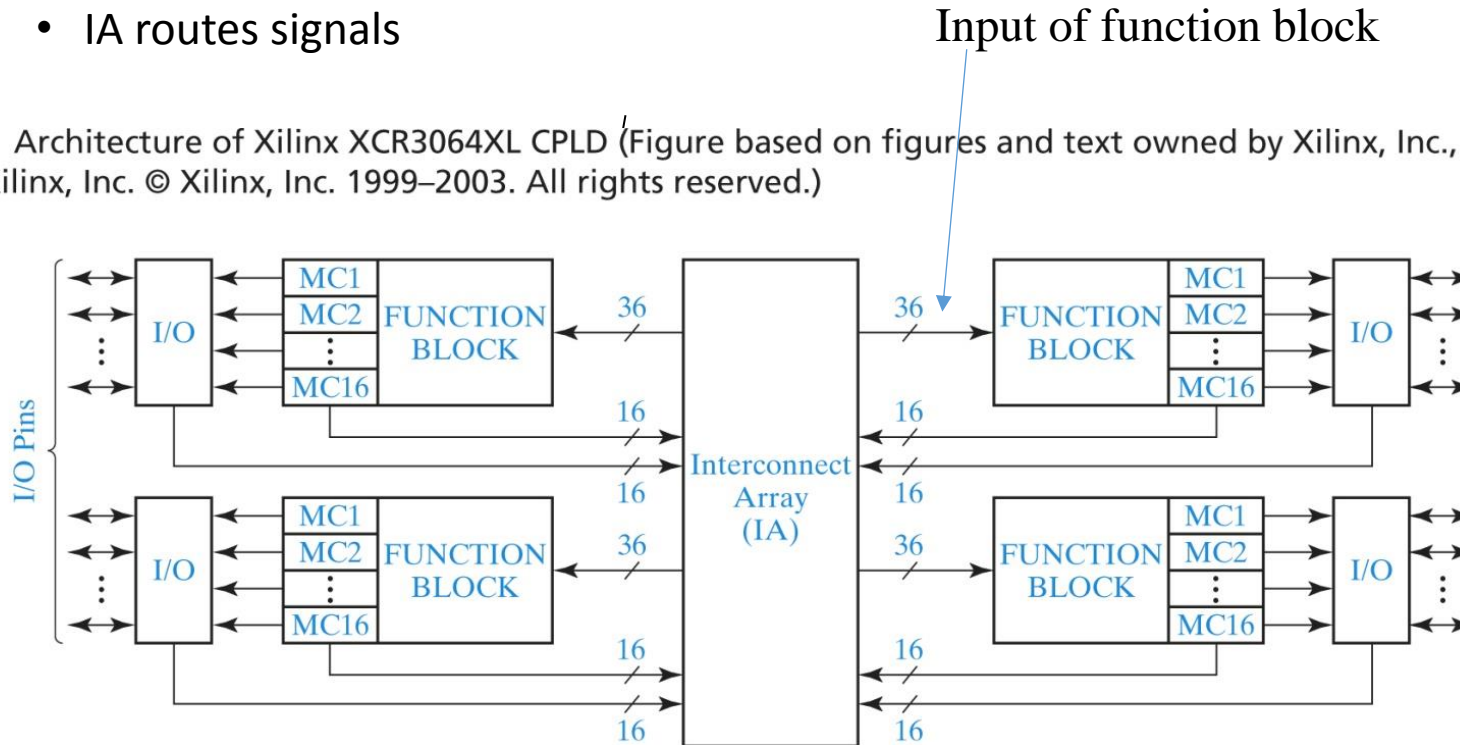 • IA routes signals
Input of function block
Architecture of Xilinx XCR3064XL CPLD (Figure based on figures and text owned by Xilinx, Inc.,
ilinx, Inc. © Xilinx, Inc. 1999–2003. All rights reserved.)
I/O Pins
I/O
MC1
MC2
MC16
FUNCTION
BLOCK
36
16
16
I/O
MC1
MC2
MC16
FUNCTION
BLOCK
36
16
16
Interconnect
Array
(IA)
36
FUNCTION
BLOCK
MC1
MC2
MC16
I/O
16
16
36
FUNCTION
BLOCK
MC1
MC2
MC16
I/O
16
16